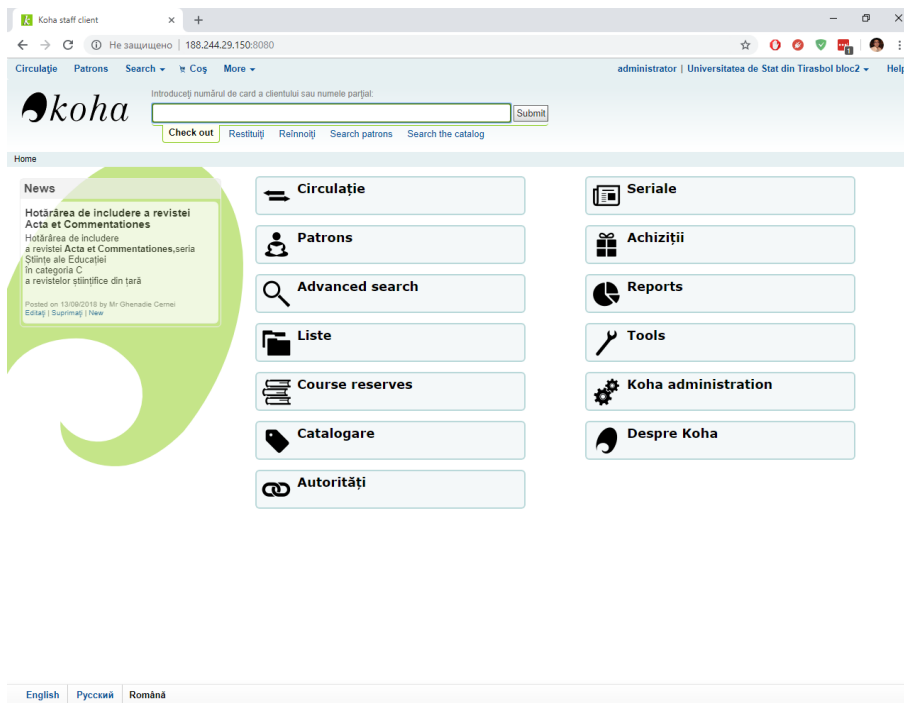 Koha staff client
Не защищено | 188.244.29.150:8080
Circulație Patrons Search Coș More administrator | Universitatea de Stat din Tirasbol bloc2 Help
koha
Introduceți numărul de card a clientului sau numele parțial:
Submit
Check out Restituiți Reînnoiți Search patrons Search the catalog
Home
News
Hotărârea de includere a revistei
Acta et Commentationes
Hotărârea de includere
a revistei Acta et Commentationes,seria
Științe ale Educației
în categoria C
a revistelor științifice din țară
Posted on 13/09/2018 by Mr Ghenadie Cernei
Editați | Suprimați | New
Circulație
Patrons
Advanced search
Liste
Course reserves
Catalogare
Autorități
Seriale
Achiziții
Reports
Tools
Koha administration
Despre Koha
English Русский Română